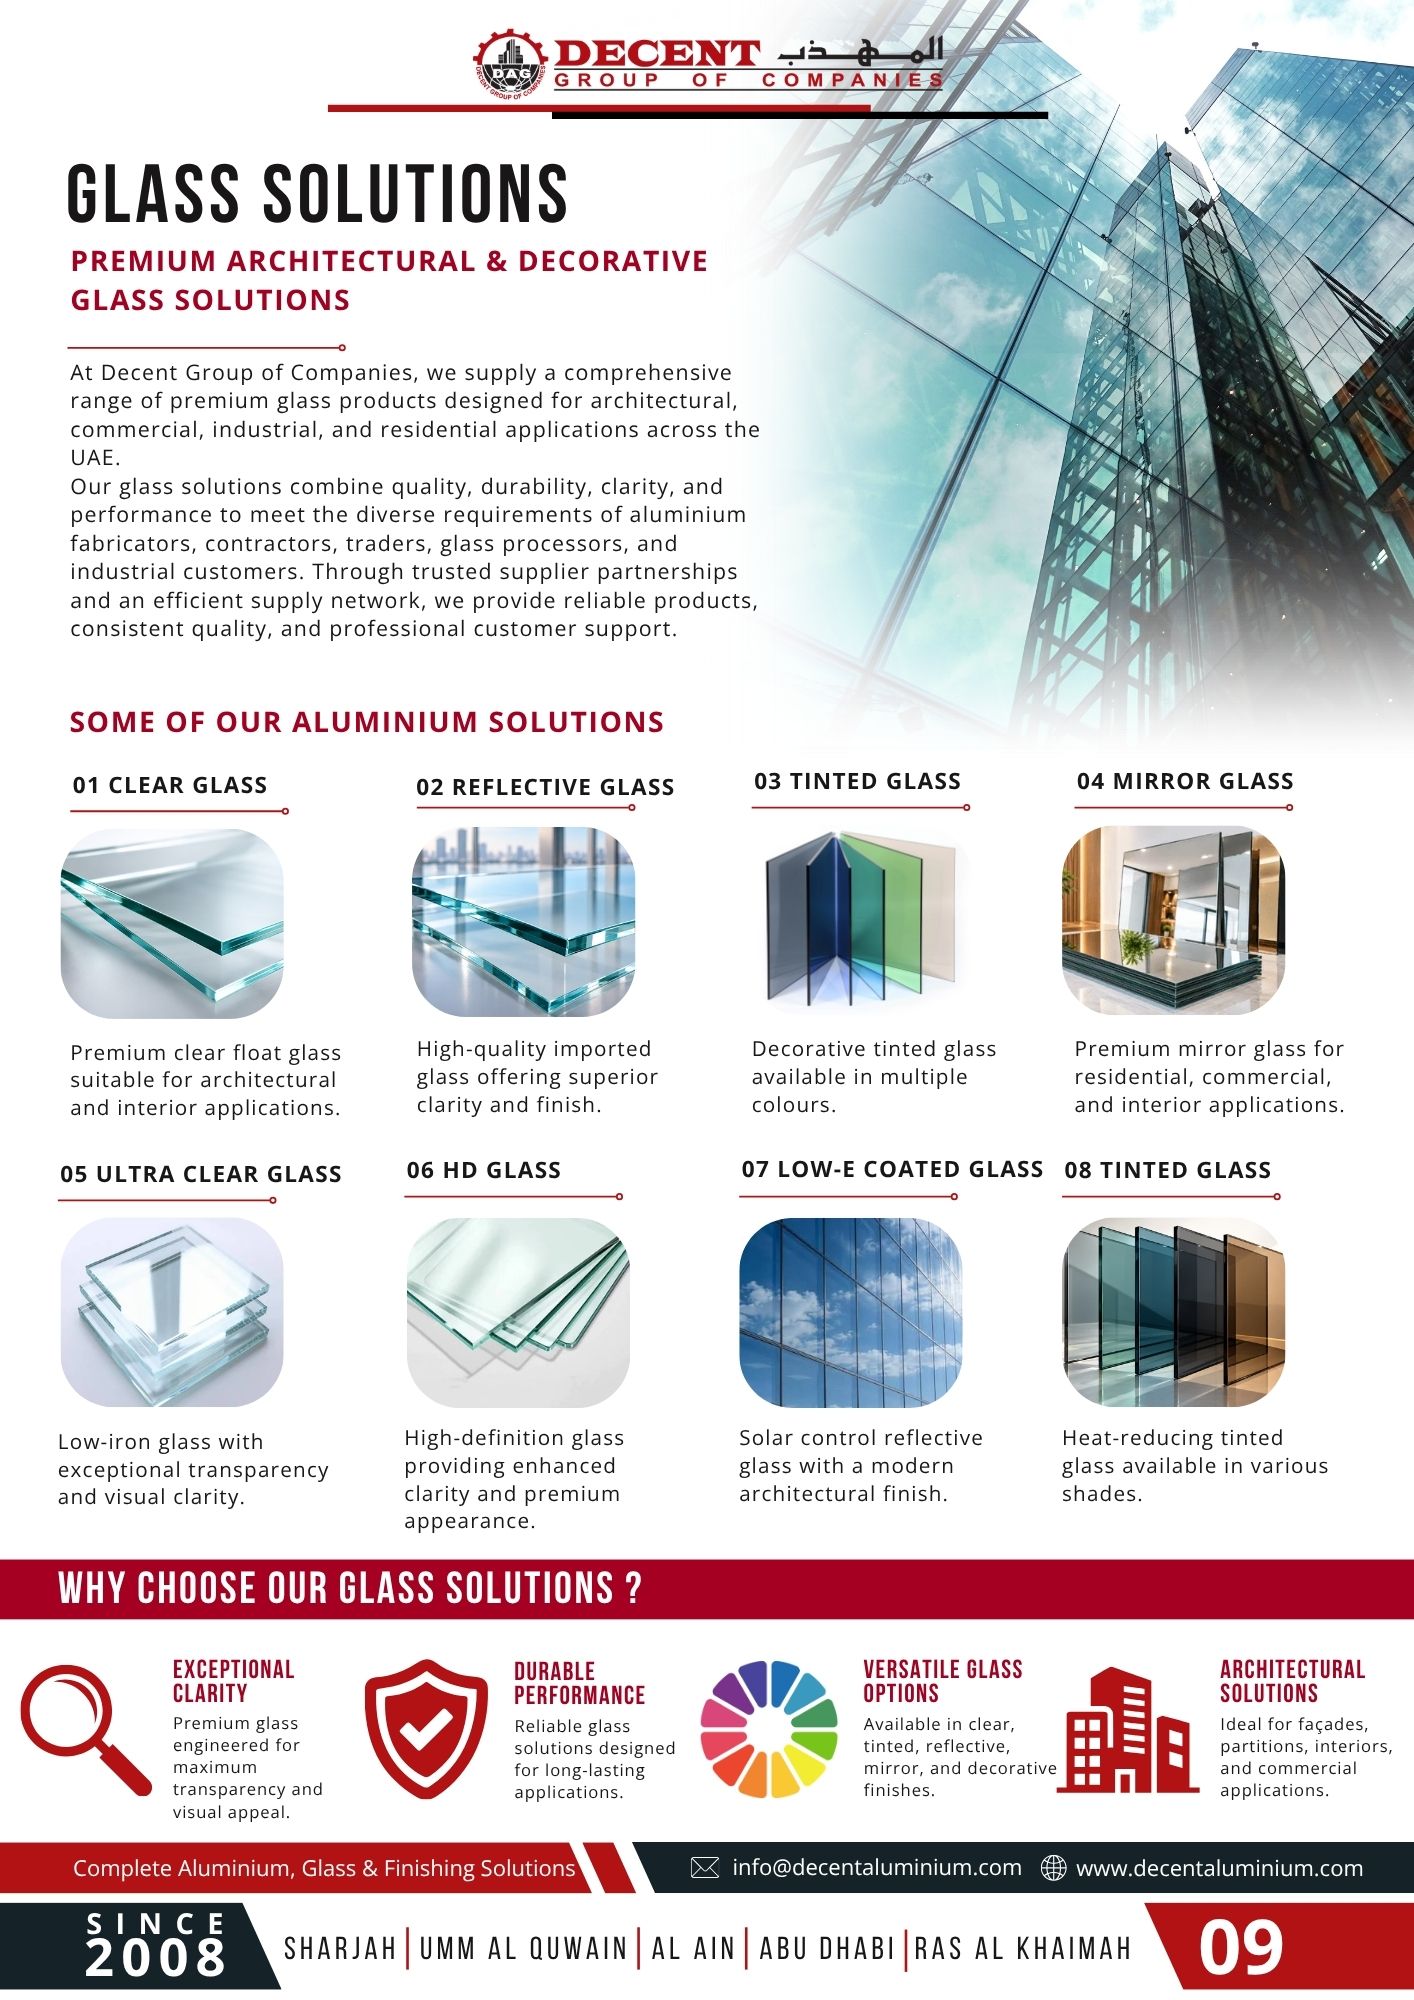 DECENT المهذب
GROUP OF COMPANIES
DAG
DECENT GROUP OF COMPANIES
GLASS SOLUTIONS
PREMIUM ARCHITECTURAL & DECORATIVE
GLASS SOLUTIONS
At Decent Group of Companies, we supply a comprehensive
range of premium glass products designed for architectural,
commercial, industrial, and residential applications across the
UAE.
Our glass solutions combine quality, durability, clarity, and
performance to meet the diverse requirements of aluminium
fabricators, contractors, traders, glass processors, and
industrial customers. Through trusted supplier partnerships
and an efficient supply network, we provide reliable products,
consistent quality, and professional customer support.
SOME OF OUR ALUMINIUM SOLUTIONS
01 CLEAR GLASS
Premium clear float glass
suitable for architectural
and interior applications.
02 REFLECTIVE GLASS
High-quality imported
glass offering superior
clarity and finish.
03 TINTED GLASS
Decorative tinted glass
available in multiple
colours.
04 MIRROR GLASS
Premium mirror glass for
residential, commercial,
and interior applications.
05 ULTRA CLEAR GLASS
Low-iron glass with
exceptional transparency
and visual clarity.
06 HD GLASS
High-definition glass
providing enhanced
clarity and premium
appearance.
07 LOW-E COATED GLASS
Solar control reflective
glass with a modern
architectural finish.
08 TINTED GLASS
Heat-reducing tinted
glass available in various
shades.
WHY CHOOSE OUR GLASS SOLUTIONS ?
EXCEPTIONAL
CLARITY
Premium glass
engineered for
maximum
transparency and
visual appeal.
DURABLE
PERFORMANCE
Reliable glass
solutions designed
for long-lasting
applications.
VERSATILE GLASS
OPTIONS
Available in clear,
tinted, reflective,
mirror, and decorative
finishes.
ARCHITECTURAL
SOLUTIONS
Ideal for façades,
partitions, interiors,
and commercial
applications.
Complete Aluminium, Glass & Finishing Solutions
info@decentaluminium.com
www.decentaluminium.com
SINCE
2008
SHARJAH | UMM AL QUWAIN | AL AIN | ABU DHABI | RAS AL KHAIMAH
09